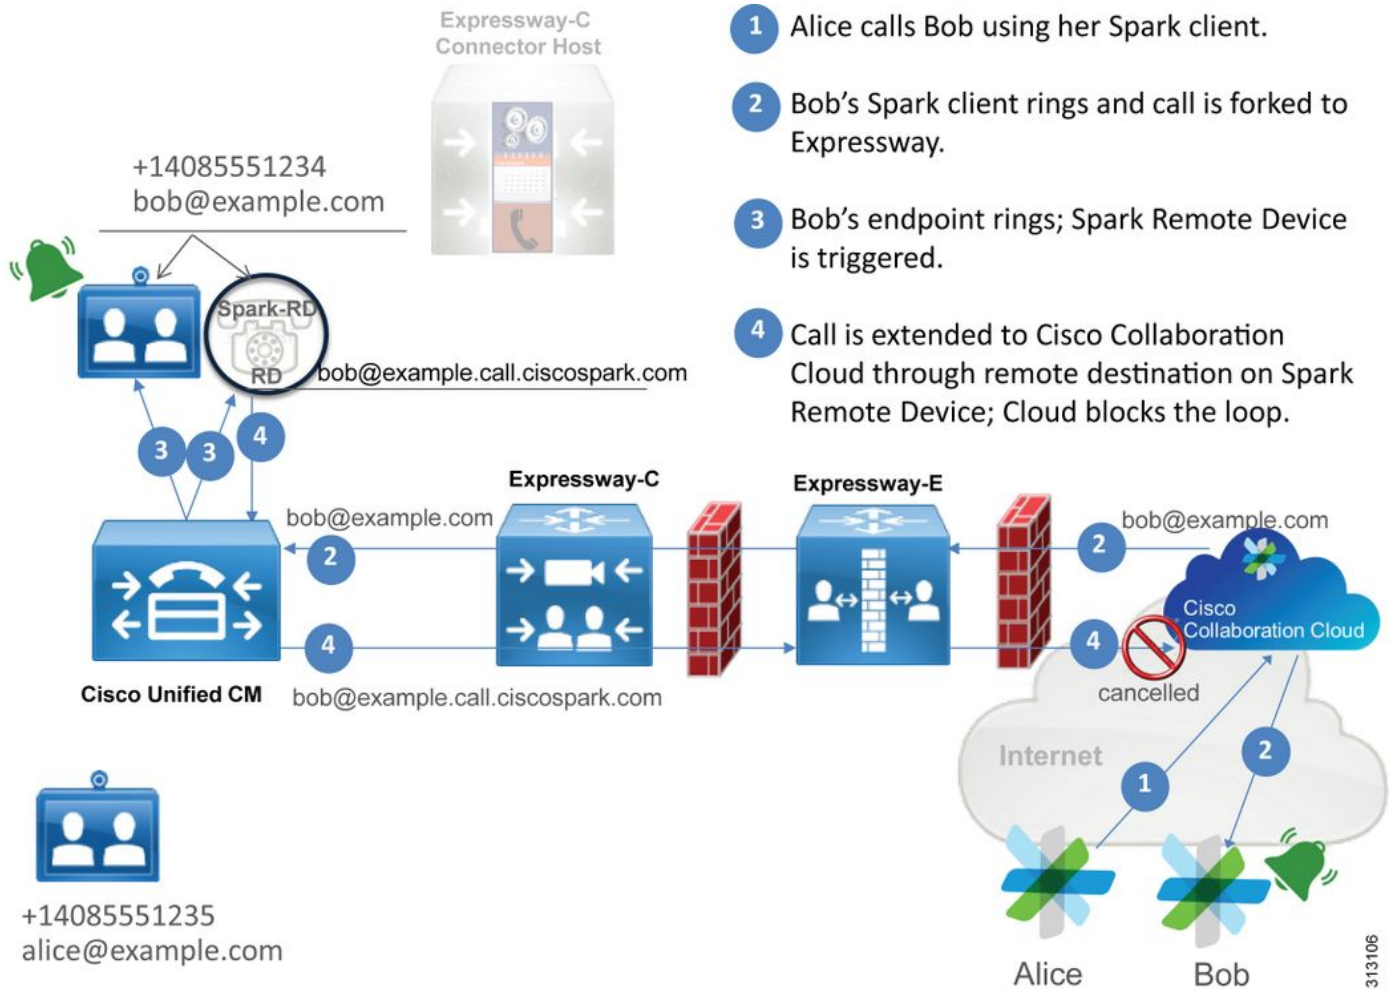 Expressway-C
Connector Host
1 Alice calls Bob using her Spark client.
2 Bob's Spark client rings and call is forked to
Expressway.
3 Bob's endpoint rings; Spark Remote Device
is triggered.
4 Call is extended to Cisco Collaboration
Cloud through remote destination on Spark
Remote Device; Cloud blocks the loop.
+14085551234
bob@example.com
Spark-RD
RD
bob@example.call.ciscospark.com
3
3
4
Expressway-C
Expressway-E
bob@example.com
bob@example.com
2
2
Cisco
Collaboration Cloud
4
4
cancelled
Cisco Unified CM
bob@example.call.ciscospark.com
Internet
1
2
+14085551235
alice@example.com
Alice
Bob
313106